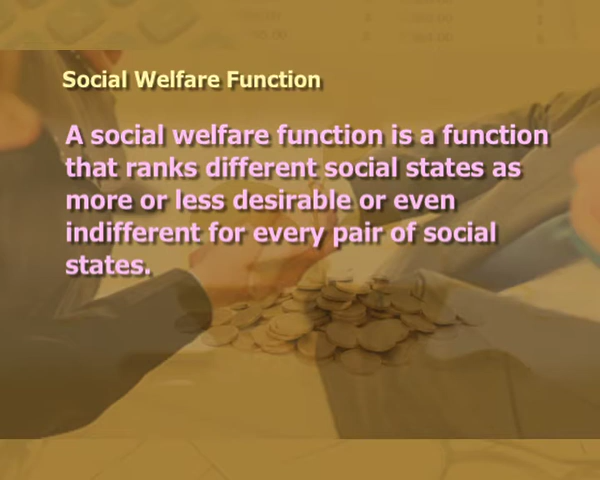 Social Welfare Function
A social welfare function is a function
that ranks different social states as
more or less desirable or even
indifferent for every pair of social
states.